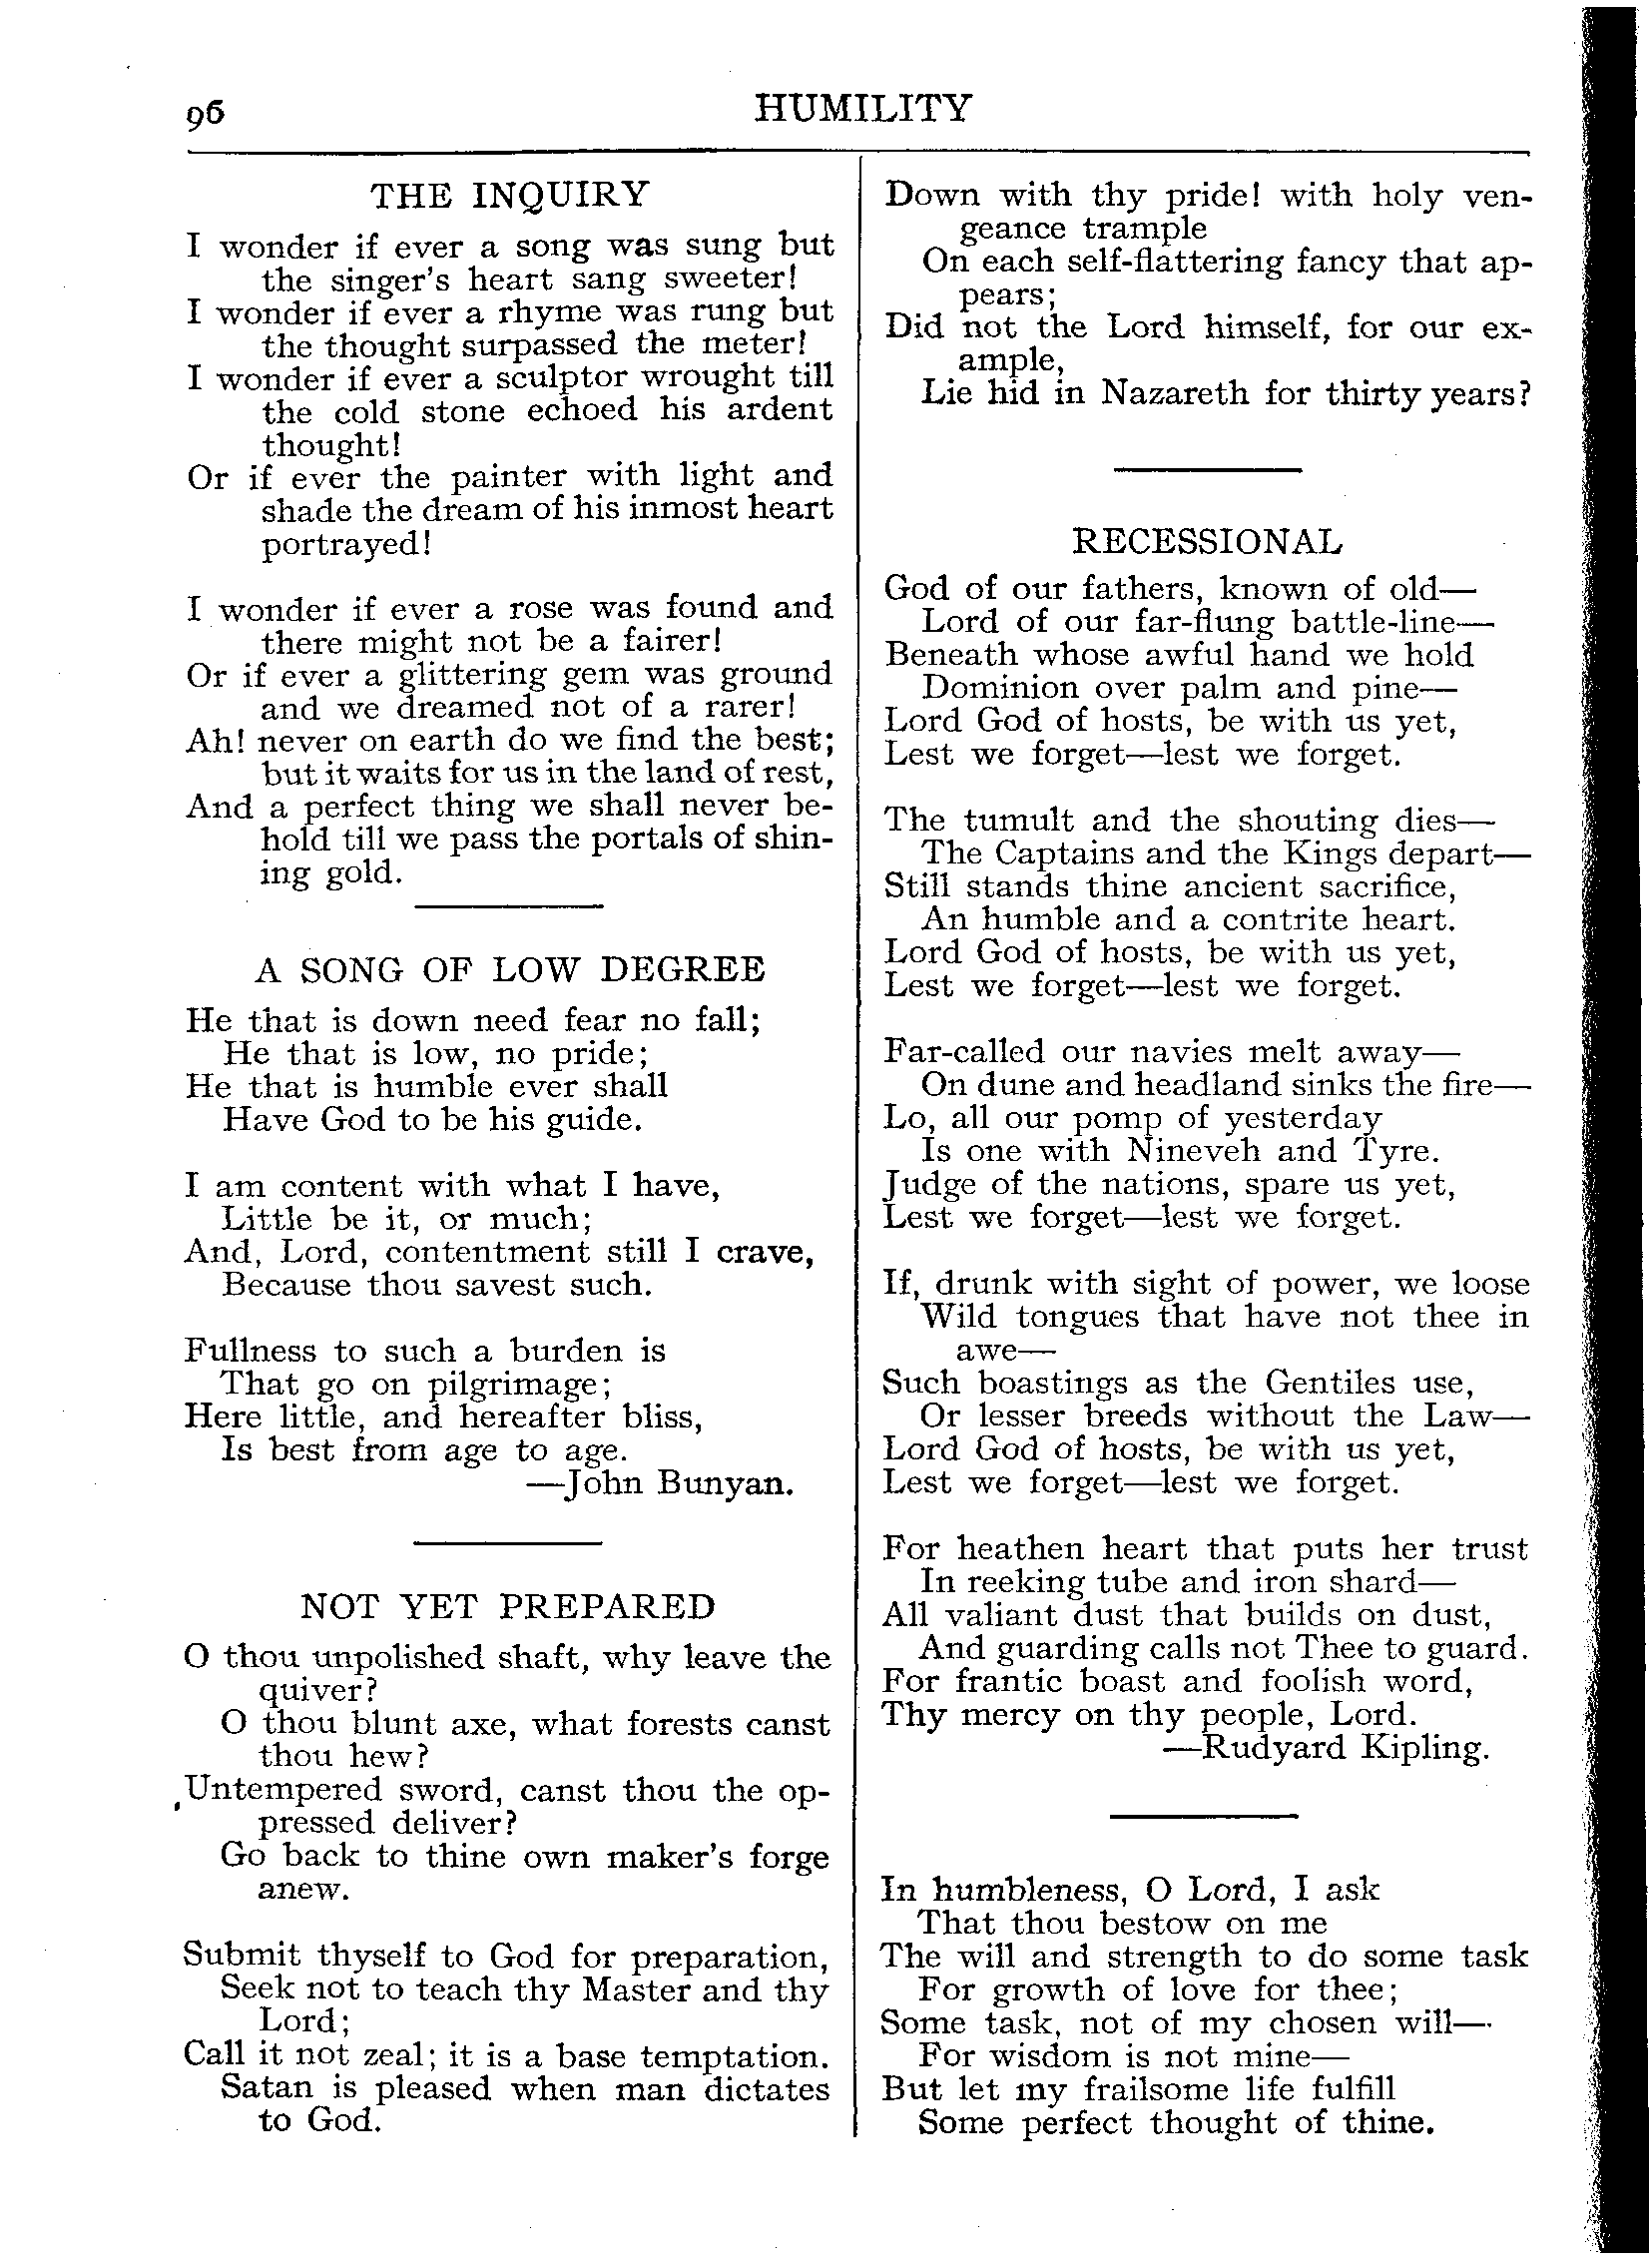 96
HUMILITY
THE INQUIRY
I wonder if ever a song was sung but
the singer's heart sang sweeter!
I wonder if ever a rhyme was rung but
the thought surpassed the meter!
I wonder if ever a sculptor wrought till
the cold stone echoed his ardent
thought!
Or if ever the painter with light and
shade the dream of his inmost heart
portrayed!
I wonder if ever a rose was found and
there might not be a fairer!
Or if ever a glittering gem was ground
and we dreamed not of a rarer!
Ah! never on earth do we find the best;
but it waits for us in the land of rest,
And a perfect thing we shall never be-
hold till we pass the portals of shin-
ing gold.
A SONG OF LOW DEGREE
He that is down need fear no fall;
He that is low, no pride;
He that is humble ever shall
Have God to be his guide.
I am content with what I have,
Little be it, or much;
And, Lord, contentment still I crave,
Because thou savest such.
Fullness to such a burden is
That go on pilgrimage;
Here little, and hereafter bliss,
Is best from age to age.
—John Bunyan.
NOT YET PREPARED
O thou unpolished shaft, why leave the
quiver?
O thou blunt axe, what forests canst
thou hew?
Untempered sword, canst thou the op-
pressed deliver?
Go back to thine own maker's forge
anew.
Submit thyself to God for preparation,
Seek not to teach thy Master and thy
Lord;
Call it not zeal; it is a base temptation.
Satan is pleased when man dictates
to God.
Down with thy pride! with holy ven-
geance trample
On each self-flattering fancy that ap-
pears;
Did not the Lord himself, for our ex-
ample,
Lie hid in Nazareth for thirty years?
RECESSIONAL
God of our fathers, known of old—
Lord of our far-flung battle-line—
Beneath whose awful hand we hold
Dominion over palm and pine—
Lord God of hosts, be with us yet,
Lest we forget—lest we forget.
The tumult and the shouting dies—
The Captains and the Kings depart—
Still stands thine ancient sacrifice,
An humble and a contrite heart.
Lord God of hosts, be with us yet,
Lest we forget—lest we forget.
Far-called our navies melt away—
On dune and headland sinks the fire—
Lo, all our pomp of yesterday
Is one with Nineveh and Tyre.
Judge of the nations, spare us yet,
Lest we forget—lest we forget.
If, drunk with sight of power, we loose
Wild tongues that have not thee in
awe—
Such boastings as the Gentiles use,
Or lesser breeds without the Law—
Lord God of hosts, be with us yet,
Lest we forget—lest we forget.
For heathen heart that puts her trust
In reeking tube and iron shard—
All valiant dust that builds on dust,
And guarding calls not Thee to guard.
For frantic boast and foolish word,
Thy mercy on thy people, Lord.
—Rudyard Kipling.
In humbleness, O Lord, I ask
That thou bestow on me
The will and strength to do some task
For growth of love for thee;
Some task, not of my chosen will—
For wisdom is not mine—
But let my frailsome life fulfill
Some perfect thought of thine.